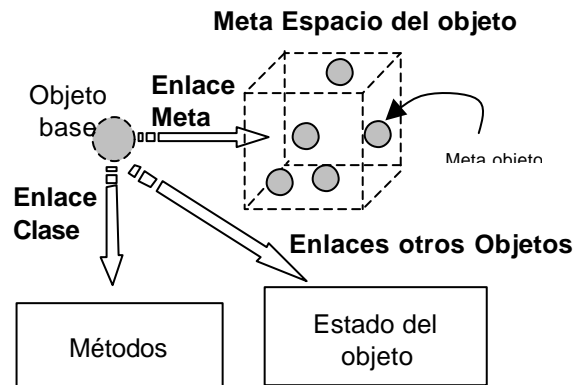 Meta Espacio del objeto
Objeto
base
Enlace
Meta
Meta objeto
Enlace
Clase
Enlaces otros Objetos
Métodos
Estado del
objeto